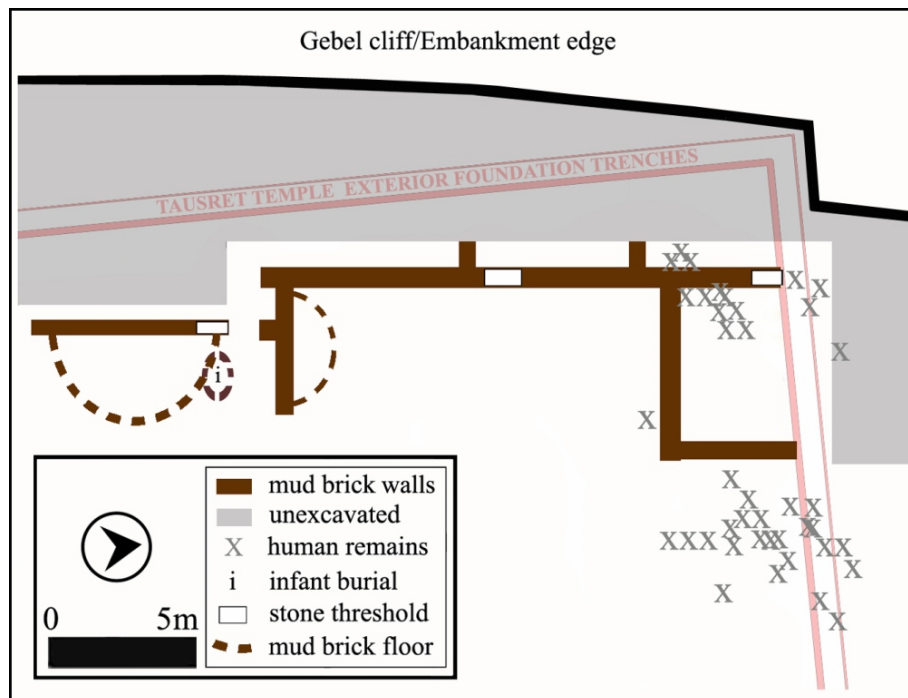 Gebel cliff/Embankment edge
TAUSRET TEMPLE EXTERIOR FOUNDATION TRENCHES
i
mud brick walls
unexcavated
X human remains
i infant burial
stone threshold
mud brick floor
0 5m